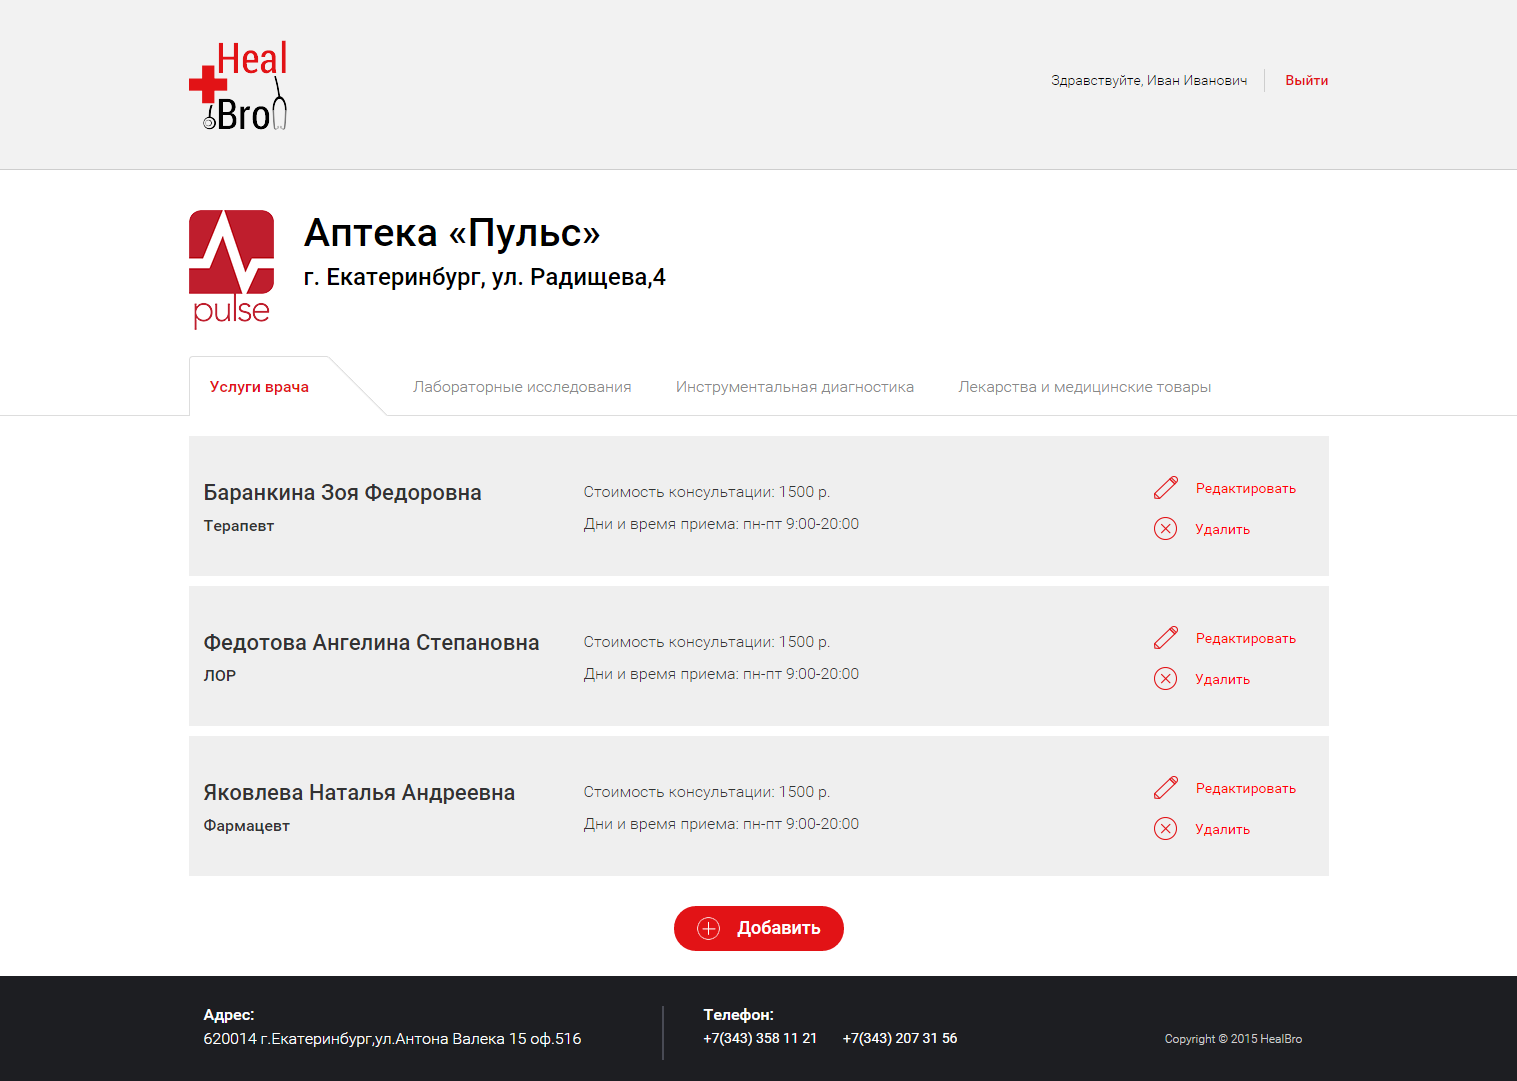 Heal
Bro
Здравствуйте, Иван Иванович
Выйти
pulse
Аптека «Пульс»
г. Екатеринбург, ул. Радищева,4
Услуги врача
Лабораторные исследования
Инструментальная диагностика
Лекарства и медицинские товары
Баранкина Зоя Федоровна
Терапевт
Стоимость консультации: 1500 р.
Дни и время приема: пн-пт 9:00-20:00
Редактировать
Удалить
Федотова Ангелина Степановна
ЛОР
Стоимость консультации: 1500 р.
Дни и время приема: пн-пт 9:00-20:00
Редактировать
Удалить
Яковлева Наталья Андреевна
Фармацевт
Стоимость консультации: 1500 р.
Дни и время приема: пн-пт 9:00-20:00
Редактировать
Удалить
Добавить
Адрес:
620014 г.Екатеринбург,ул.Антона Валека 15 оф.516
Телефон:
+7(343) 358 11 21 +7(343) 207 31 56
Copyright © 2015 HealBro